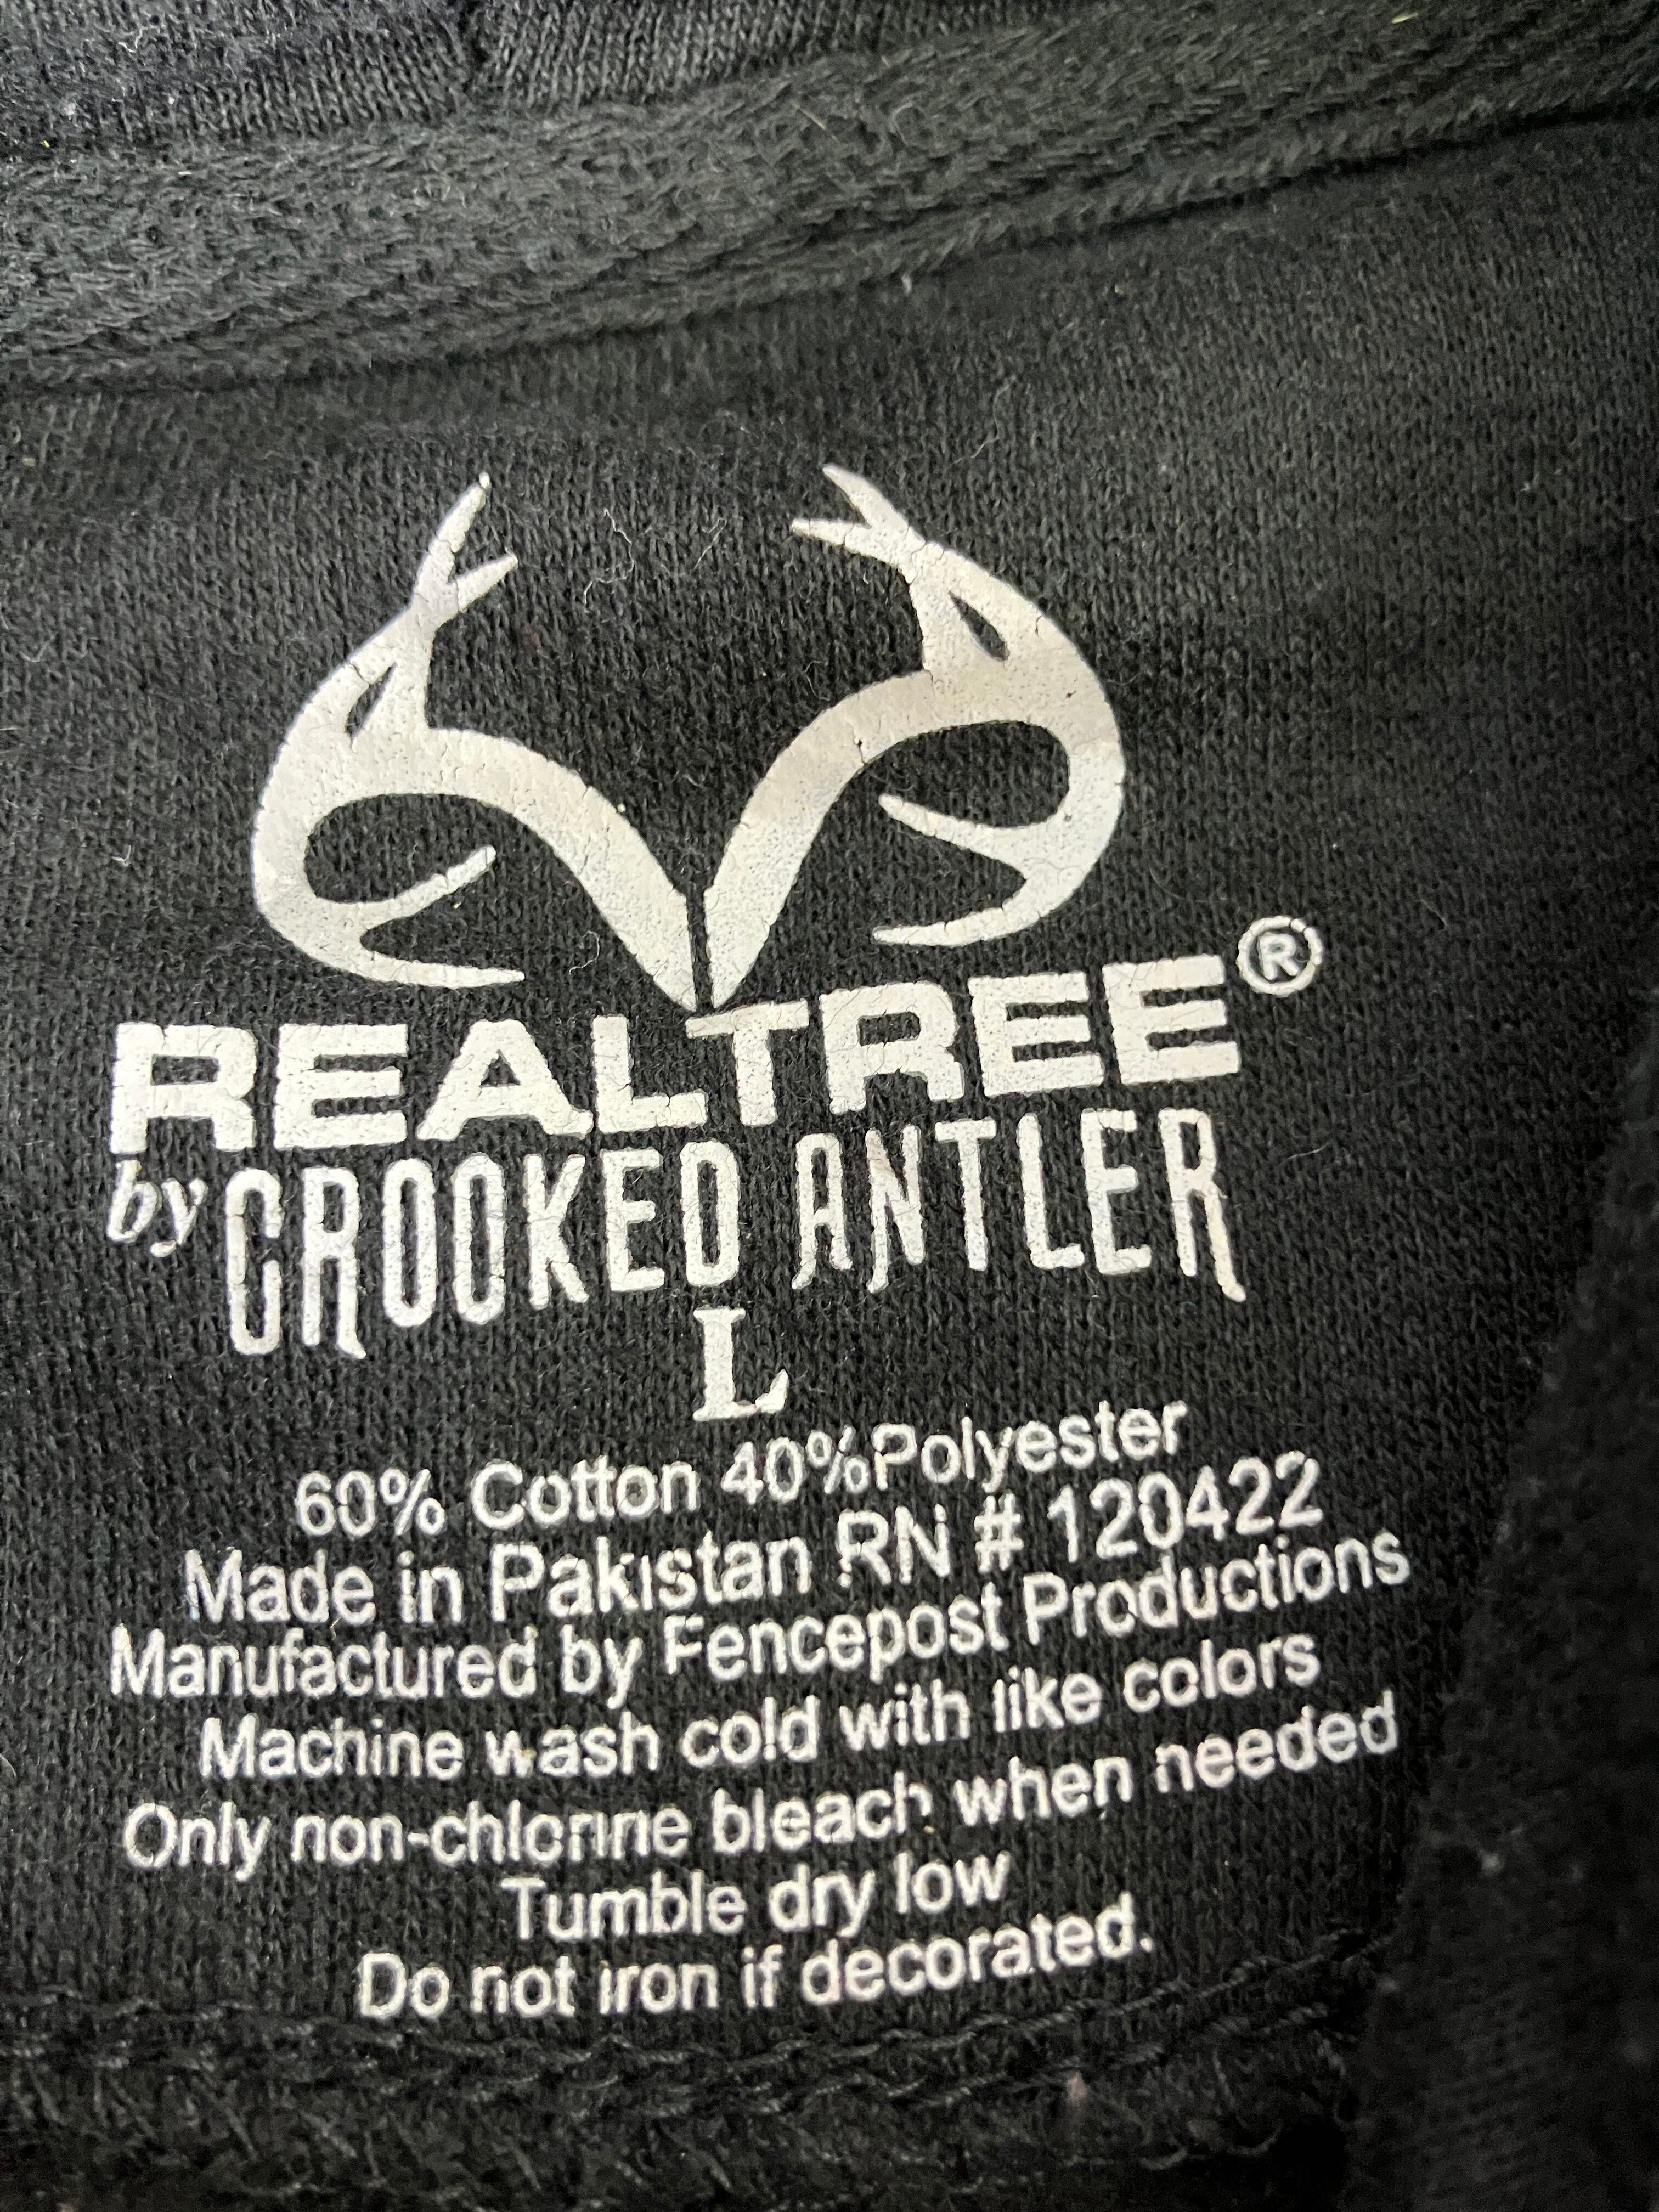 REALTREE®
by CROOKED ANTLER
L
60% Cotton 40%Polyester
Made in Pakistan RN # 120422
Manufactured by Fencepost Productions
Machine wash cold with like colors
Only non-chlorine bleach when needed
Tumble dry low
Do not iron if decorated.